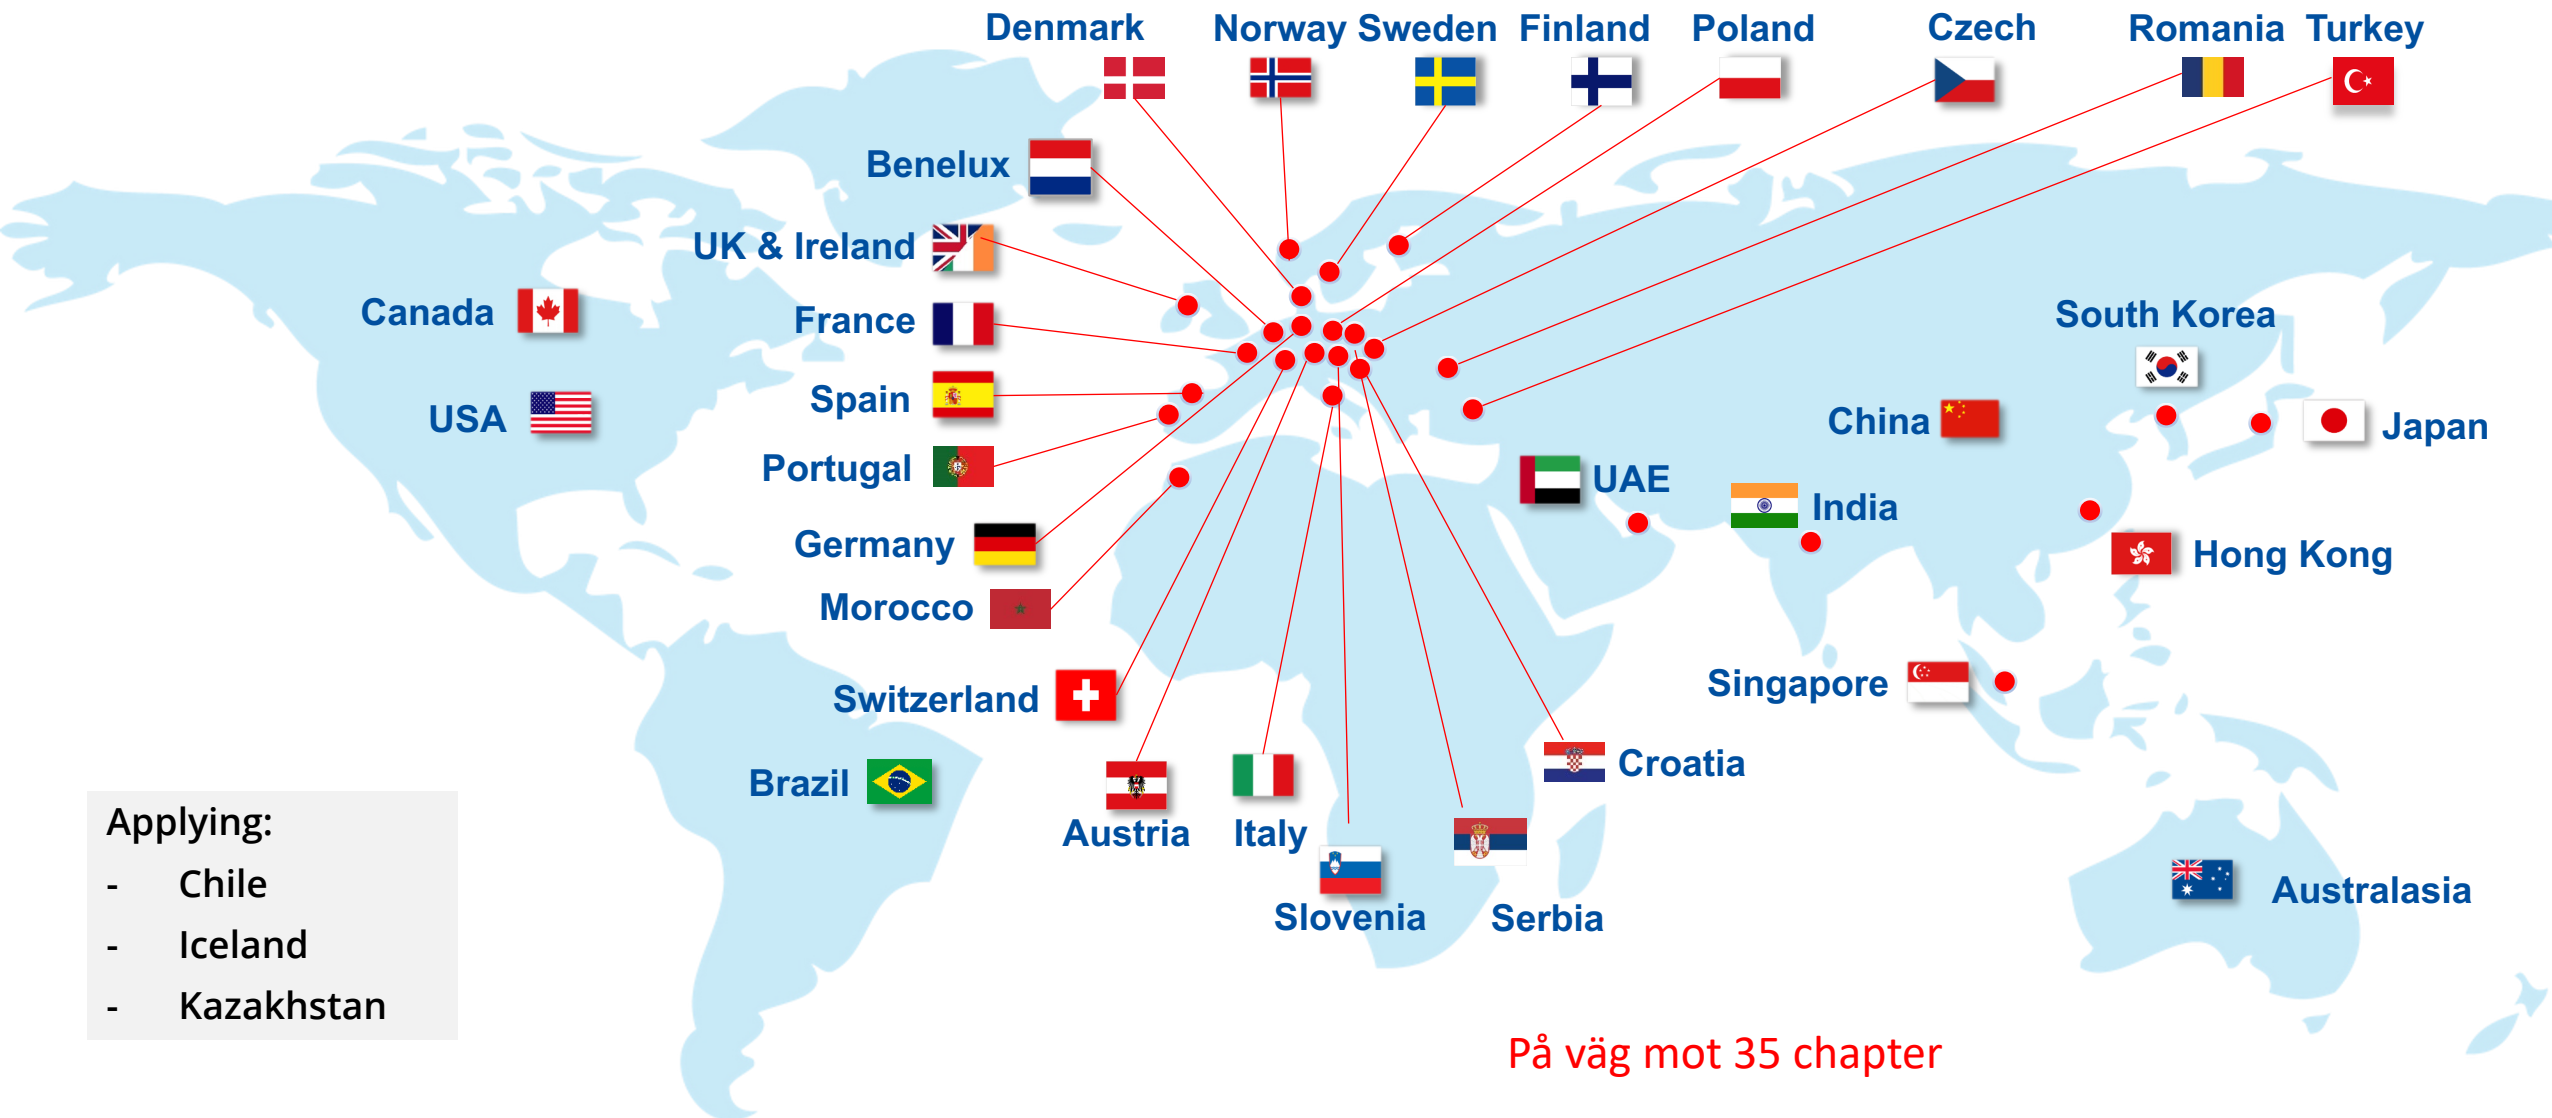 Denmark
Norway
Sweden
Finland
Poland
Czech
Romania
Turkey
Benelux
UK & Ireland
Canada
France
South Korea
Spain
USA
China
Japan
Portugal
UAE
India
Germany
Hong Kong
Morocco
Switzerland
Singapore
Brazil
Croatia
Austria
Italy
Australasia
Slovenia
Serbia
Applying:
- Chile
- Iceland
- Kazakhstan
På väg mot 35 chapter